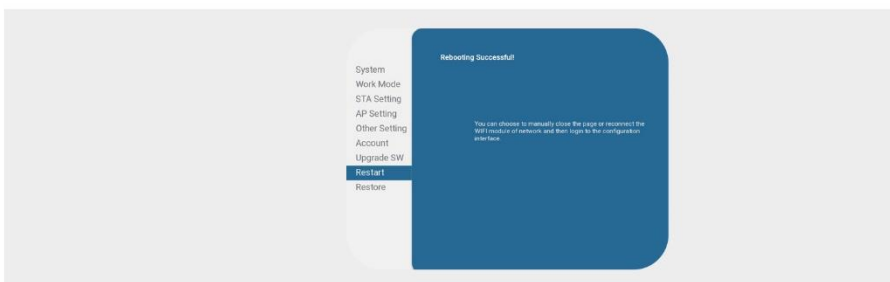 Rebooting Successful!
System
Work Mode
STA Setting
AP Setting
Other Setting
Account
Upgrade SW
Restart
Restore
You can choose to manually close the page or reconnect the
WIFI module of network and then login to the configuration
interface.